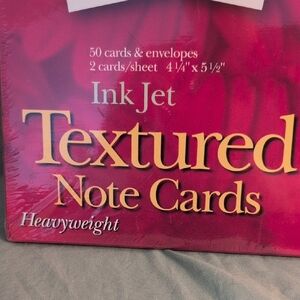 50 cards & envelopes
2 cards/sheet 4 1/4" x 5 1/2"
Ink Jet
Textured
Note Cards
Heavyweight